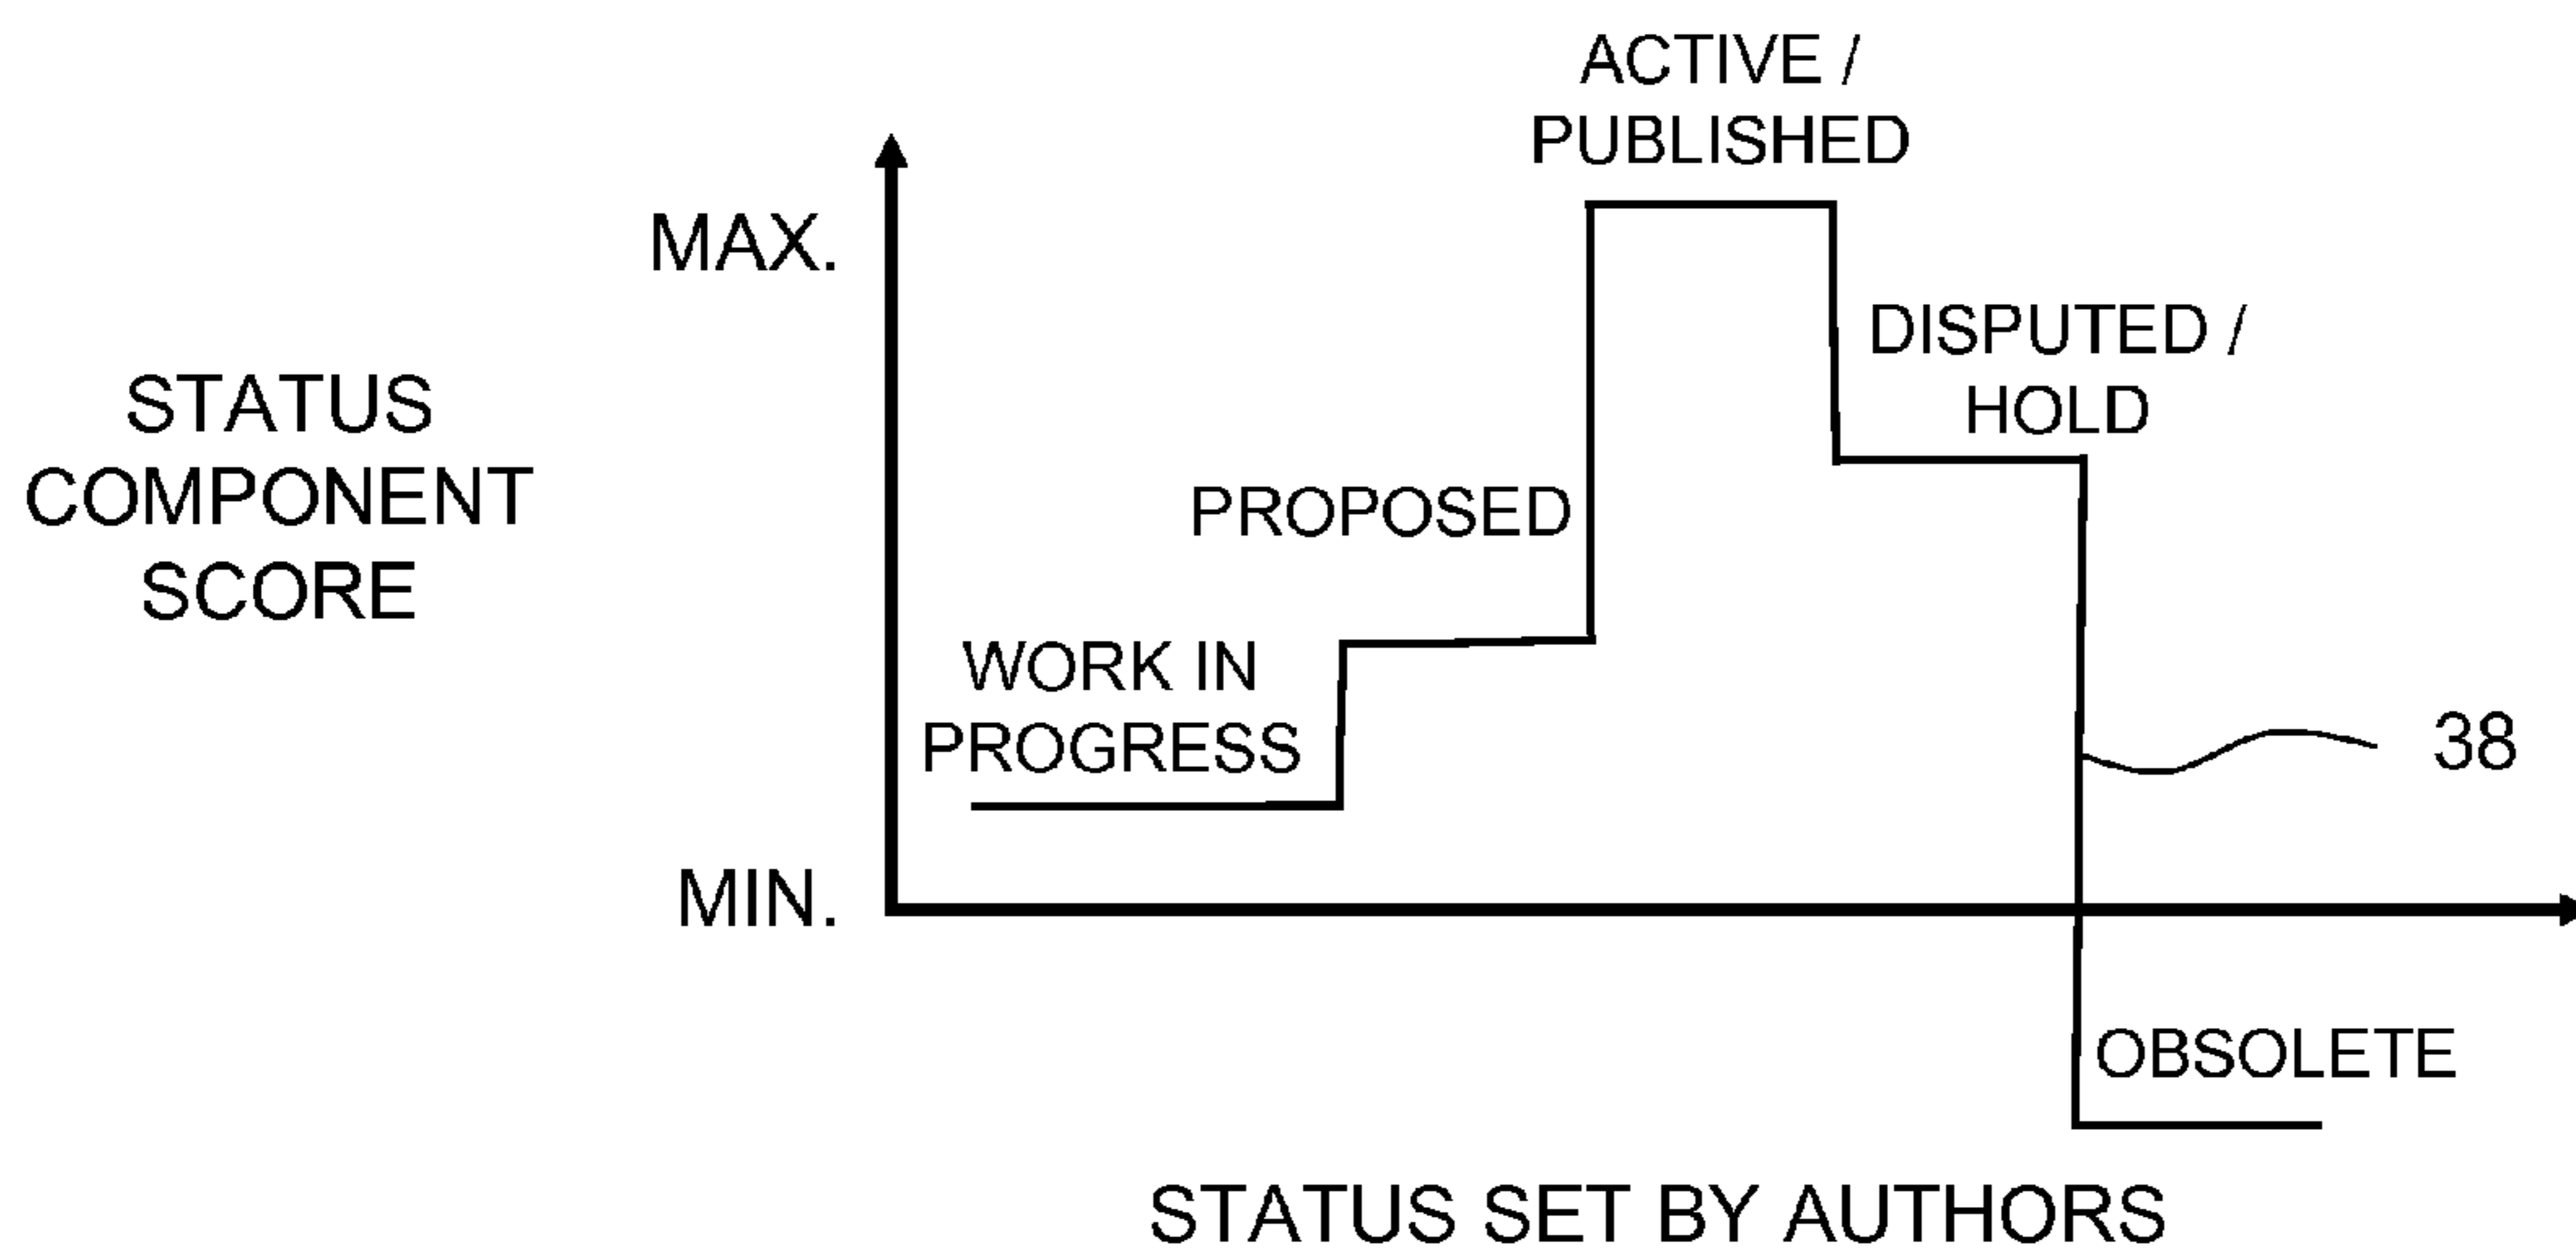 ACTIVE /
PUBLISHED
MAX.
DISPUTED /
HOLD
STATUS
COMPONENT
SCORE
PROPOSED
WORK IN
PROGRESS
38
MIN.
OBSOLETE
STATUS SET BY AUTHORS